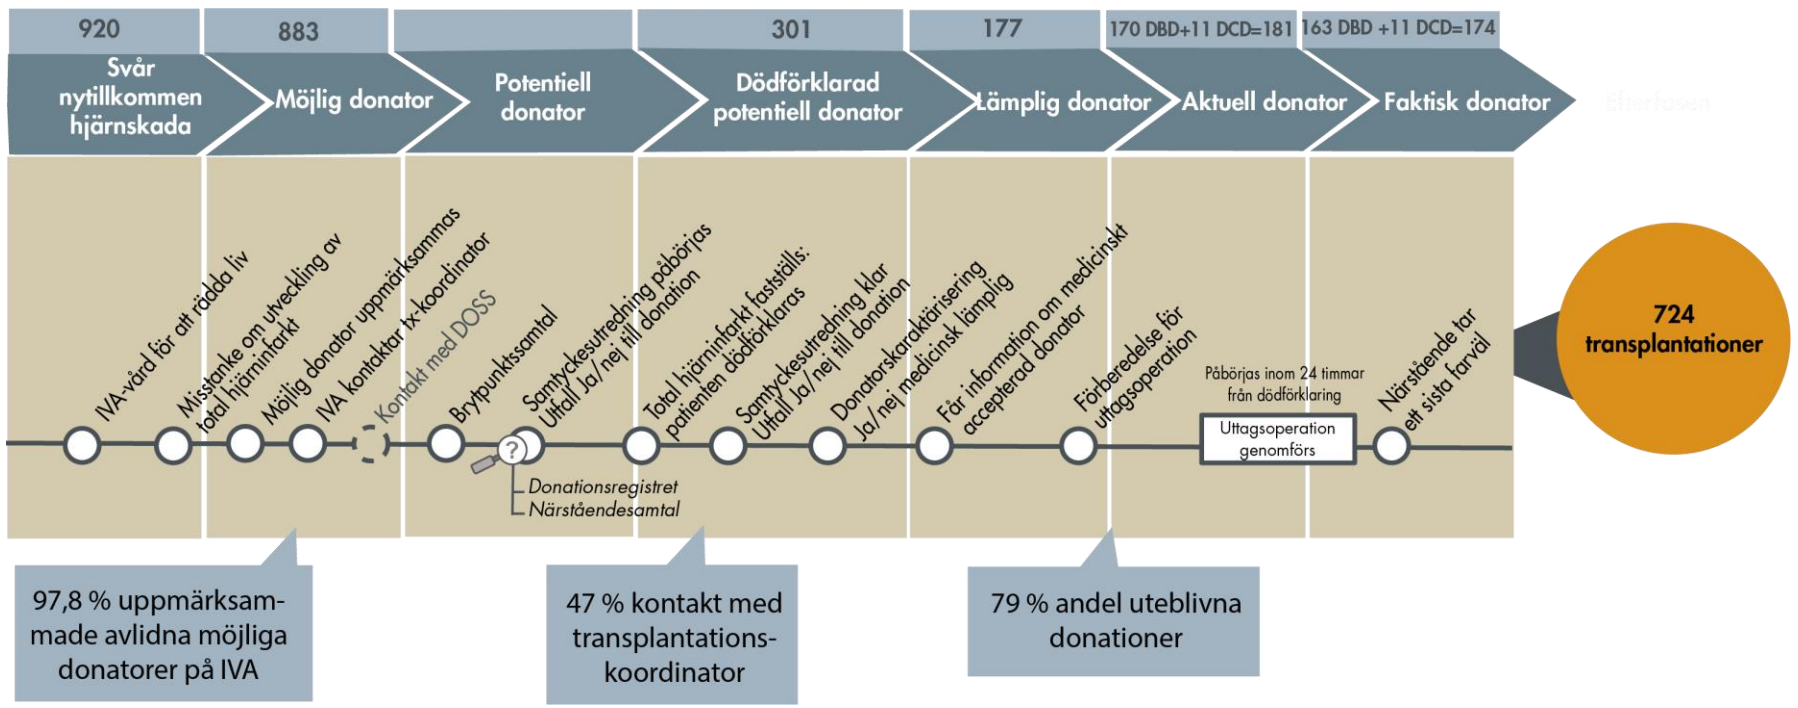 920
883
301
177
170 DBD+11 DCD=181
163 DBD +11 DCD=174
Svår
nytillkommen
hjärnskada
Möjlig donator
Potentiell
donator
Dödförklarad
potentiell donator
Lämplig donator
Aktuell donator
Faktisk donator
Efterfasen
IVA-vård för att rädda liv
Misstanke om utveckling av
total hjärninfarkt
Möjlig donator uppmärksammas
IVA kontaktar tx-koordinator
Kontakt med DOSS
Brytpunktssamtal
Samtyckesutredning påbörjas
Utfall Ja/nej till donation
Total hjärninfarkt fastställs:
patienten dödförklaras
Samtyckesutredning klar
Utfall Ja/nej till donation
Donatorskaraktärisering
Ja/nej medicinsk lämplig
Får information om medicinskt
accepterad donator
Förberedelse för
uttagsoperation
Påbörjas inom 24 timmar
från dödförklaring
Uttagsoperation
genomförs
Närstående tar
ett sista farväl
?
Donationsregistret
Närståendesamtal
724
transplantationer
97,8 % uppmärksam-
made avlidna möjliga
donatorer på IVA
47 % kontakt med
transplantations-
koordinator
79 % andel uteblivna
donationer